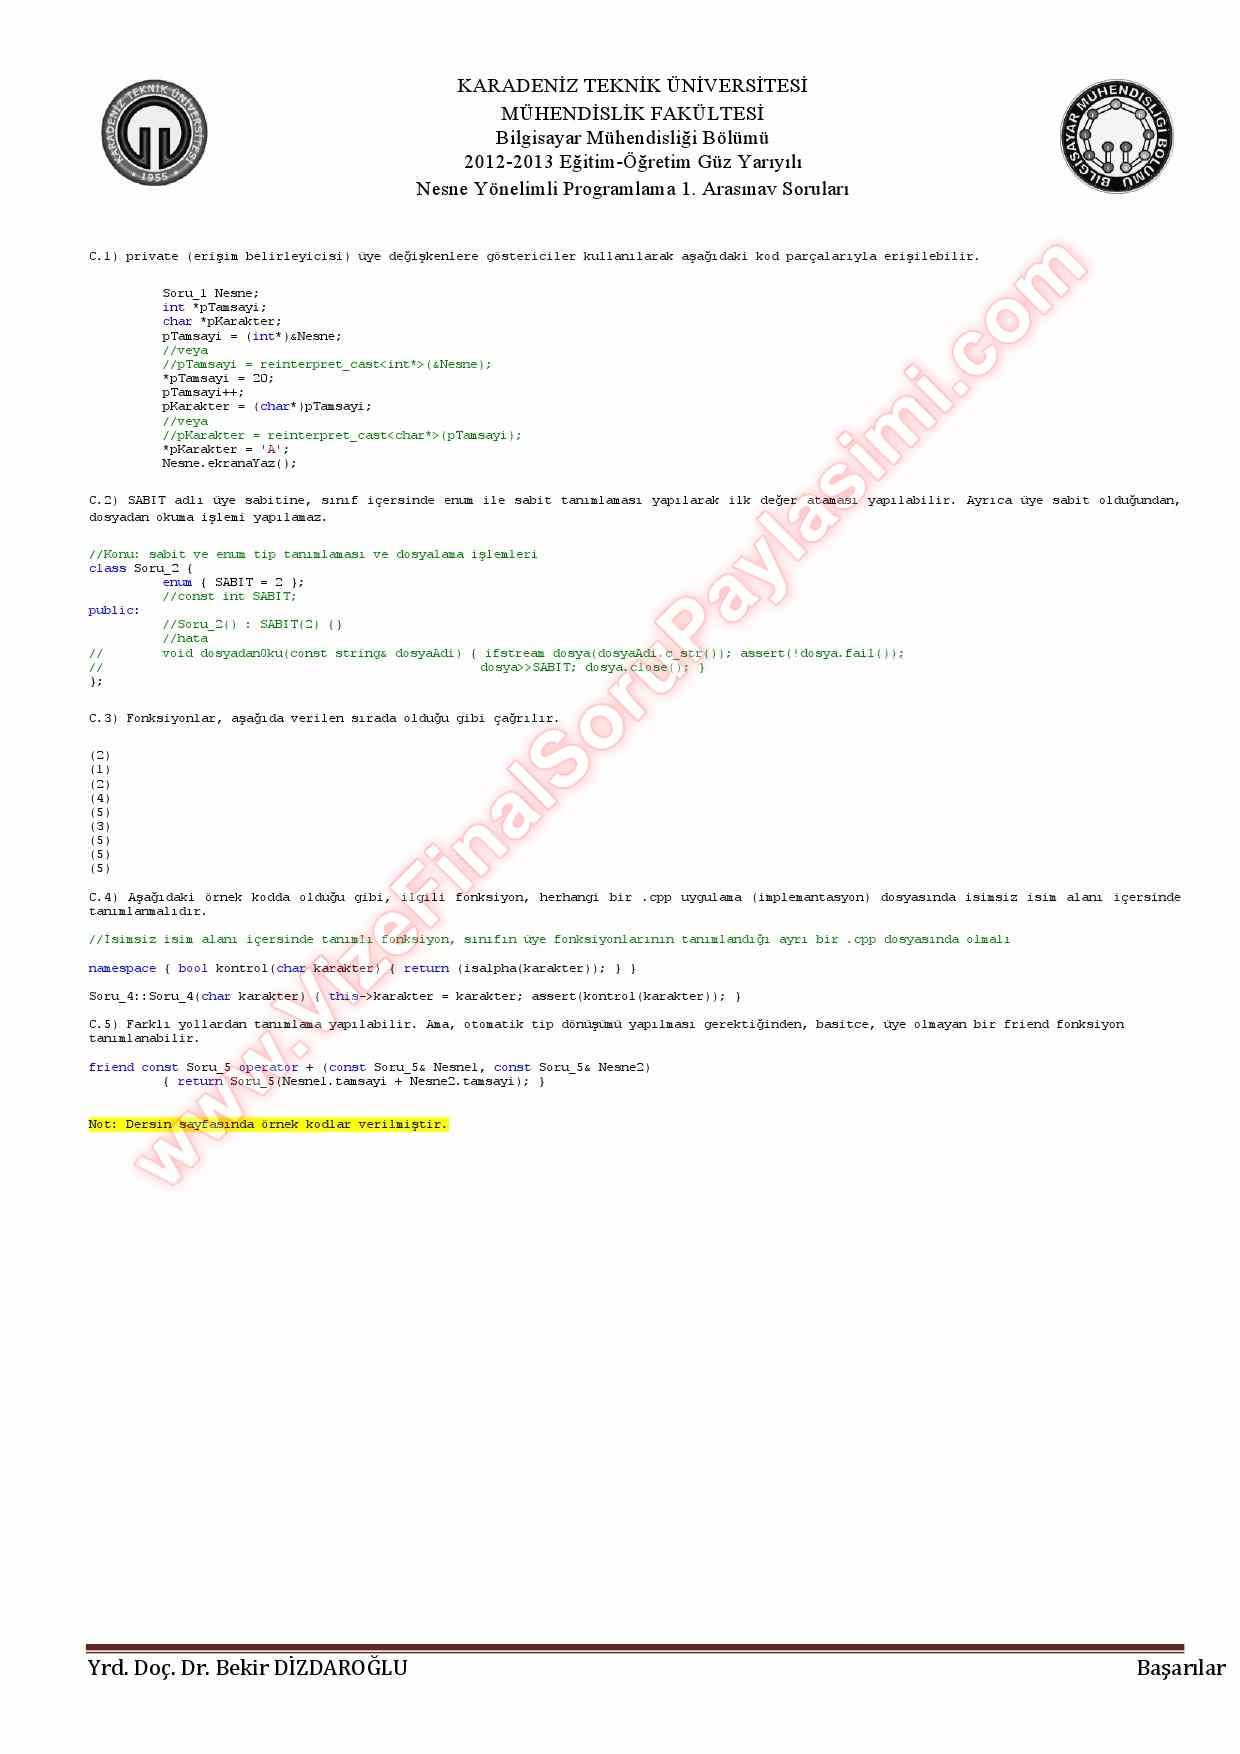 KARADENİZ TEKNİK ÜNİVERSİTESİ
MÜHENDİSLİK FAKÜLTESİ
Bilgisayar Mühendisliği Bölümü
2012-2013 Eğitim-Öğretim Güz Yarıyılı
Nesne Yönelimli Programlama 1. Arasınav Soruları
KARADENİZ TEKNİK ÜNİVERSİTESİ
• 1955 •
BİLGİSAYAR MÜHENDİSLİĞİ BÖLÜMÜ
C.1) private (erişim belirleyicisi) üye değişkenlere göstericiler kullanılarak aşağıdaki kod parçalarıyla erişilebilir.
Soru_1 Nesne;
int *pTamsayi;
char *pKarakter;
pTamsayi = (int*)&Nesne;
//veya
//pTamsayi = reinterpret_cast<int*>(&Nesne);
*pTamsayi = 20;
pTamsayi++;
pKarakter = (char*)pTamsayi;
//veya
//pKarakter = reinterpret_cast<char*>(pTamsayi);
*pKarakter = 'A';
Nesne.ekranaYaz();
C.2) SABIT adlı üye sabitine, sınıf içersinde enum ile sabit tanımlaması yapılarak ilk değer ataması yapılabilir. Ayrıca üye sabit olduğundan,
dosyadan okuma işlemi yapılamaz.
//Konu: sabit ve enum tip tanımlaması ve dosyalama işlemleri
class Soru_2 {
enum { SABIT = 2 };
//const int SABIT;
public:
//Soru_2() : SABIT(2) {}
//hata
// void dosyadanOku(const string& dosyaAdi) { ifstream dosya(dosyaAdi.c_str()); assert(!dosya.fail());
// dosya>>SABIT; dosya.close(); }
};
C.3) Fonksiyonlar, aşağıda verilen sırada olduğu gibi çağrılır.
(2)
(1)
(2)
(4)
(5)
(3)
(5)
(5)
(5)
C.4) Aşağıdaki örnek kodda olduğu gibi, ilgili fonksiyon, herhangi bir .cpp uygulama (implemantasyon) dosyasında isimsiz isim alanı içersinde
tanımlanmalıdır.
//İsimsiz isim alanı içersinde tanımlı fonksiyon, sınıfın üye fonksiyonlarının tanımlandığı ayrı bir .cpp dosyasında olmalı
namespace { bool kontrol(char karakter) { return (isalpha(karakter)); } }
Soru_4::Soru_4(char karakter) { this->karakter = karakter; assert(kontrol(karakter)); }
C.5) Farklı yollardan tanımlama yapılabilir. Ama, otomatik tip dönüşümü yapılması gerektiğinden, basitce, üye olmayan bir friend fonksiyon
tanımlanabilir.
friend const Soru_5 operator + (const Soru_5& Nesne1, const Soru_5& Nesne2)
{ return Soru_5(Nesne1.tamsayi + Nesne2.tamsayi); }
Not: Dersin sayfasında örnek kodlar verilmiştir.
www.VizeFinalSoruPaylasimi.com
Yrd. Doç. Dr. Bekir DİZDAROĞLU Başarılar